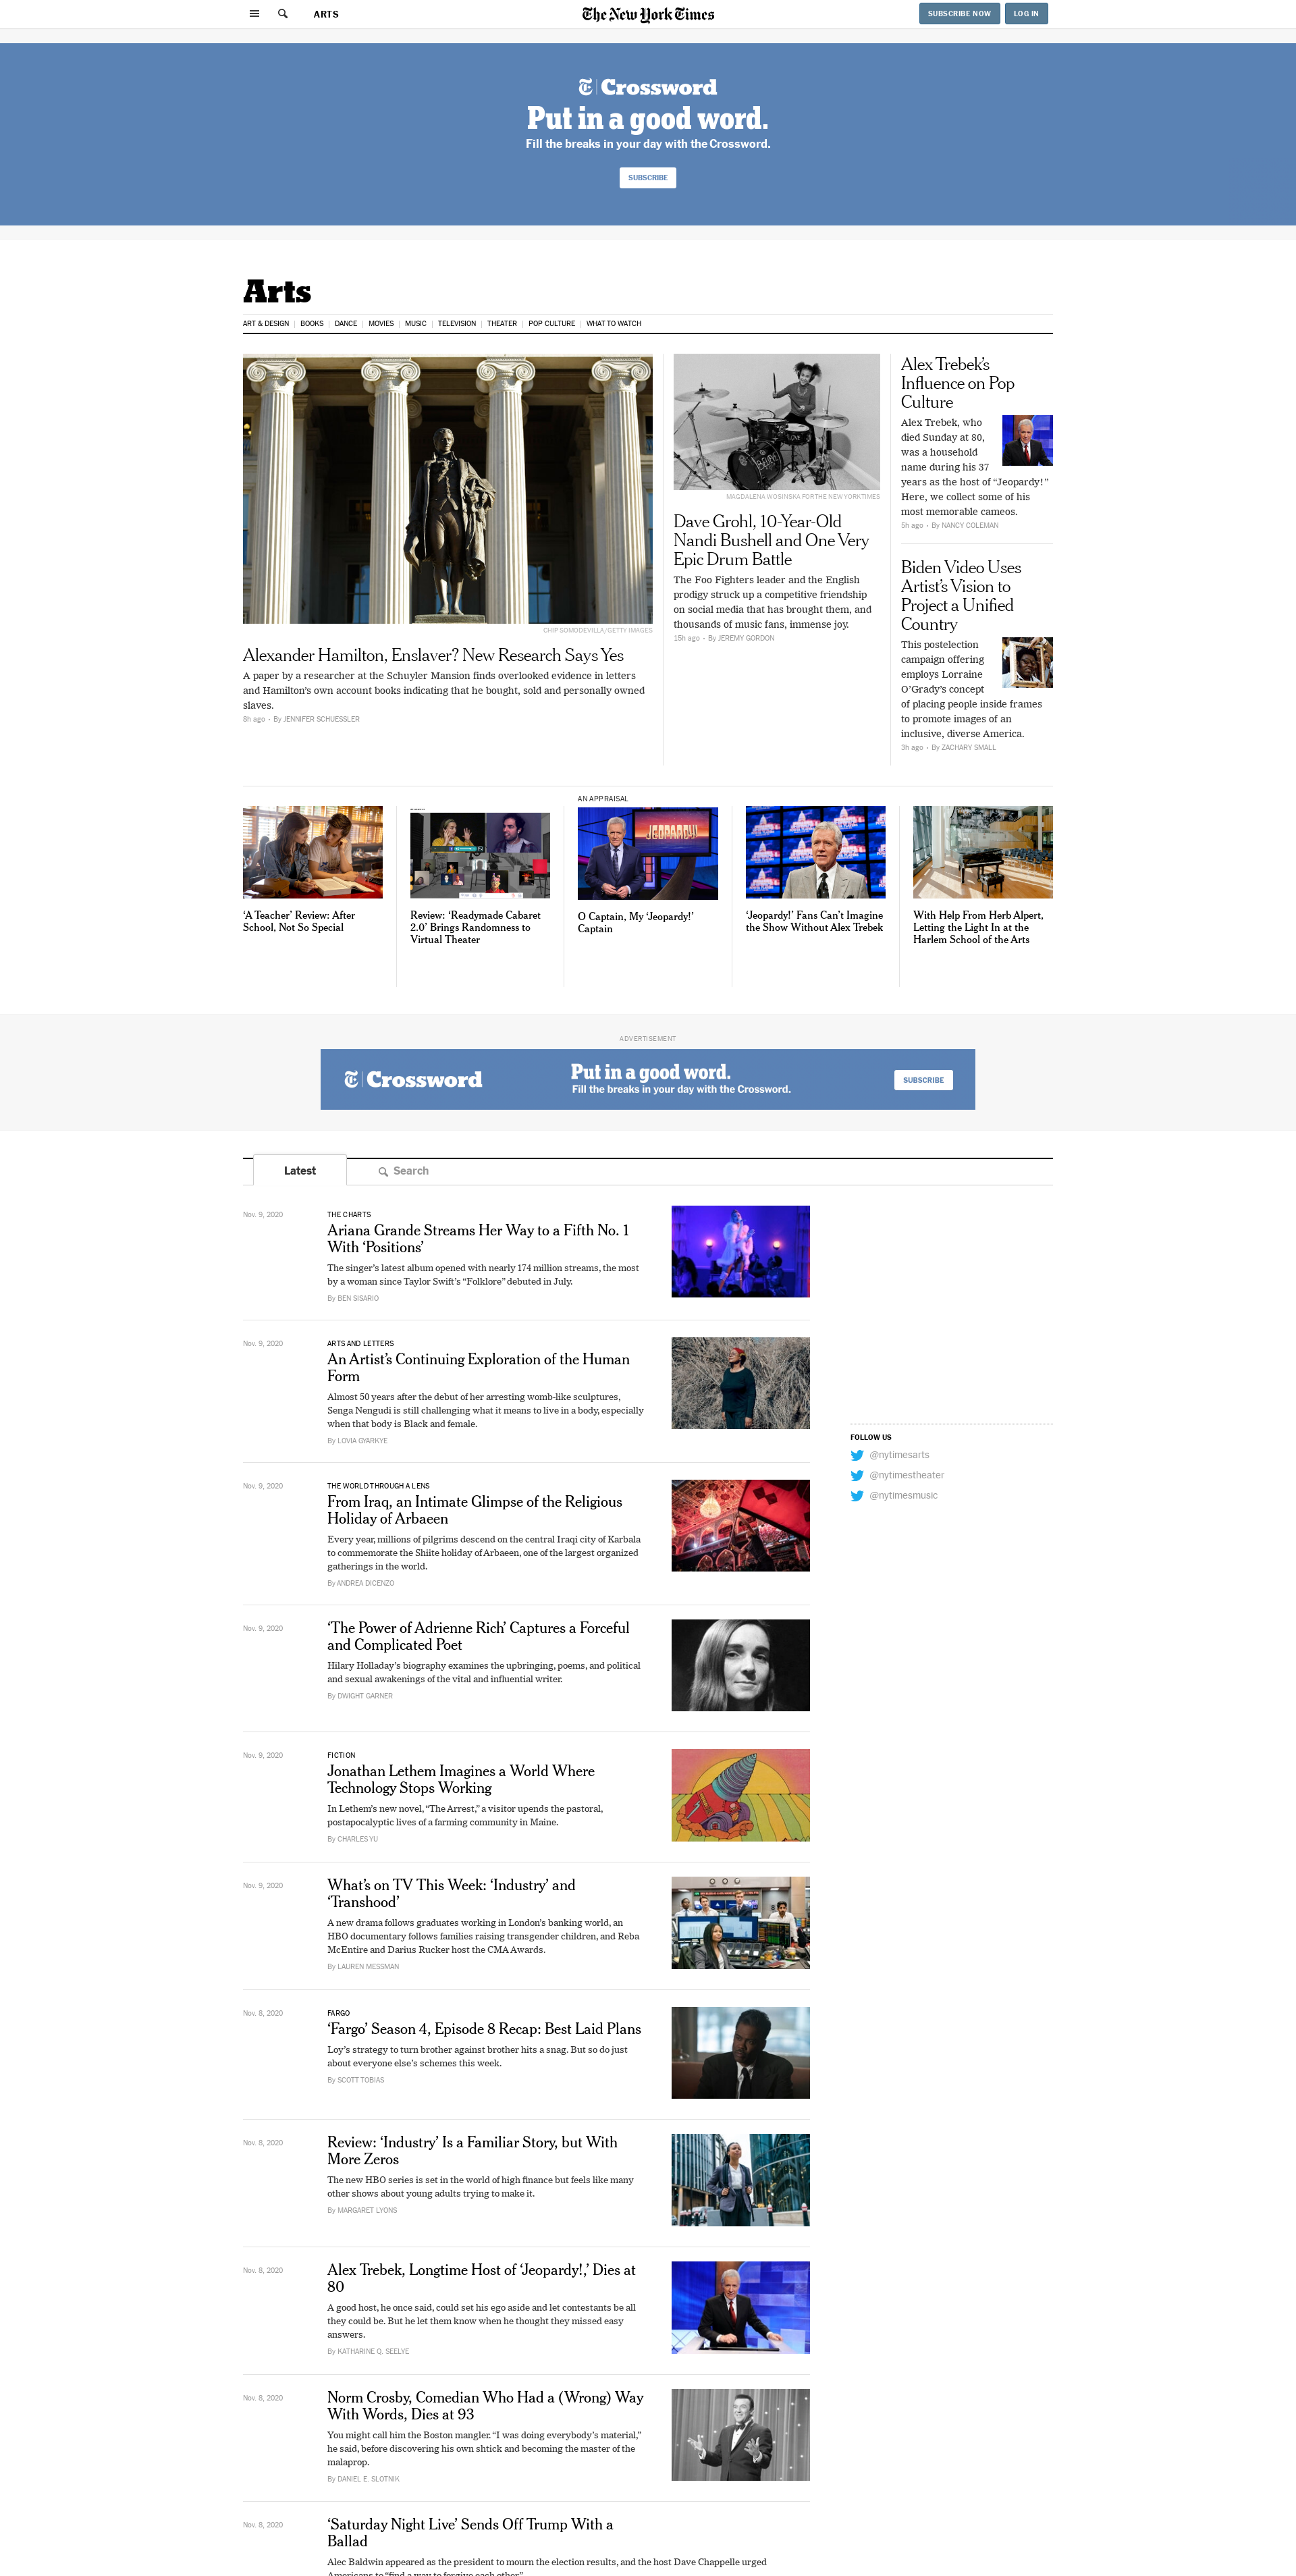 ARTS
The New York Times
SUBSCRIBE NOW
LOG IN
Crossword
Put in a good word.
Fill the breaks in your day with the Crossword.
SUBSCRIBE
Arts
ART & DESIGN
BOOKS
DANCE
MOVIES
MUSIC
TELEVISION
THEATER
POP CULTURE
WHAT TO WATCH
CHIP SOMODEVILLA/GETTY IMAGES
Alexander Hamilton, Enslaver? New Research Says Yes
A paper by a researcher at the Schuyler Mansion finds overlooked evidence in letters
and Hamilton’s own account books indicating that he bought, sold and personally owned
slaves.
8h ago • By JENNIFER SCHUESSLER
MAGDALENA WOSINSKA FOR THE NEW YORK TIMES
Dave Grohl, 10-Year-Old
Nandi Bushell and One Very
Epic Drum Battle
The Foo Fighters leader and the English
prodigy struck up a competitive friendship
on social media that has brought them, and
thousands of music fans, immense joy.
15h ago • By JEREMY GORDON
Alex Trebek’s
Influence on Pop
Culture
Alex Trebek, who
died Sunday at 80,
was a household
name during his 37
years as the host of “Jeopardy!”
Here, we collect some of his
most memorable cameos.
5h ago • By NANCY COLEMAN
Biden Video Uses
Artist’s Vision to
Project a Unified
Country
This postelection
campaign offering
employs Lorraine
O’Grady’s concept
of placing people inside frames
to promote images of an
inclusive, diverse America.
3h ago • By ZACHARY SMALL
‘A Teacher’ Review: After
School, Not So Special
Review: ‘Readymade Cabaret
2.0’ Brings Randomness to
Virtual Theater
AN APPRAISAL
JEOPARDY!
O Captain, My ‘Jeopardy!’
Captain
‘Jeopardy!’ Fans Can’t Imagine
the Show Without Alex Trebek
With Help From Herb Alpert,
Letting the Light In at the
Harlem School of the Arts
ADVERTISEMENT
Crossword
Put in a good word.
Fill the breaks in your day with the Crossword.
SUBSCRIBE
Latest
Search
Nov. 9, 2020
THE CHARTS
Ariana Grande Streams Her Way to a Fifth No. 1
With ‘Positions’
The singer’s latest album opened with nearly 174 million streams, the most
by a woman since Taylor Swift’s “Folklore” debuted in July.
By BEN SISARIO
Nov. 9, 2020
ARTS AND LETTERS
An Artist’s Continuing Exploration of the Human
Form
Almost 50 years after the debut of her arresting womb-like sculptures,
Senga Nengudi is still challenging what it means to live in a body, especially
when that body is Black and female.
By LOVIA GYARKYE
FOLLOW US
@nytimesarts
@nytimestheater
@nytimesmusic
Nov. 9, 2020
THE WORLD THROUGH A LENS
From Iraq, an Intimate Glimpse of the Religious
Holiday of Arbaeen
Every year, millions of pilgrims descend on the central Iraqi city of Karbala
to commemorate the Shiite holiday of Arbaeen, one of the largest organized
gatherings in the world.
By ANDREA DICENZO
Nov. 9, 2020
‘The Power of Adrienne Rich’ Captures a Forceful
and Complicated Poet
Hilary Holladay’s biography examines the upbringing, poems, and political
and sexual awakenings of the vital and influential writer.
By DWIGHT GARNER
Nov. 9, 2020
FICTION
Jonathan Lethem Imagines a World Where
Technology Stops Working
In Lethem’s new novel, “The Arrest,” a visitor upends the pastoral,
postapocalyptic lives of a farming community in Maine.
By CHARLES YU
Nov. 9, 2020
What’s on TV This Week: ‘Industry’ and
‘Transhood’
A new drama follows graduates working in London’s banking world, an
HBO documentary follows families raising transgender children, and Reba
McEntire and Darius Rucker host the CMA Awards.
By LAUREN MESSMAN
Nov. 8, 2020
FARGO
‘Fargo’ Season 4, Episode 8 Recap: Best Laid Plans
Loy’s strategy to turn brother against brother hits a snag. But so do just
about everyone else’s schemes this week.
By SCOTT TOBIAS
Nov. 8, 2020
Review: ‘Industry’ Is a Familiar Story, but With
More Zeros
The new HBO series is set in the world of high finance but feels like many
other shows about young adults trying to make it.
By MARGARET LYONS
Nov. 8, 2020
Alex Trebek, Longtime Host of ‘Jeopardy!,’ Dies at
80
A good host, he once said, could set his ego aside and let contestants be all
they could be. But he let them know when he thought they missed easy
answers.
By KATHARINE Q. SEELYE
Nov. 8, 2020
Norm Crosby, Comedian Who Had a (Wrong) Way
With Words, Dies at 93
You might call him the Boston mangler. “I was doing everybody’s material,”
he said, before discovering his own shtick and becoming the master of the
malaprop.
By DANIEL E. SLOTNIK
Nov. 8, 2020
‘Saturday Night Live’ Sends Off Trump With a
Ballad
Alec Baldwin appeared as the president to mourn the election results, and the host Dave Chappelle urged
Americans to “find a way to forgive each other.”